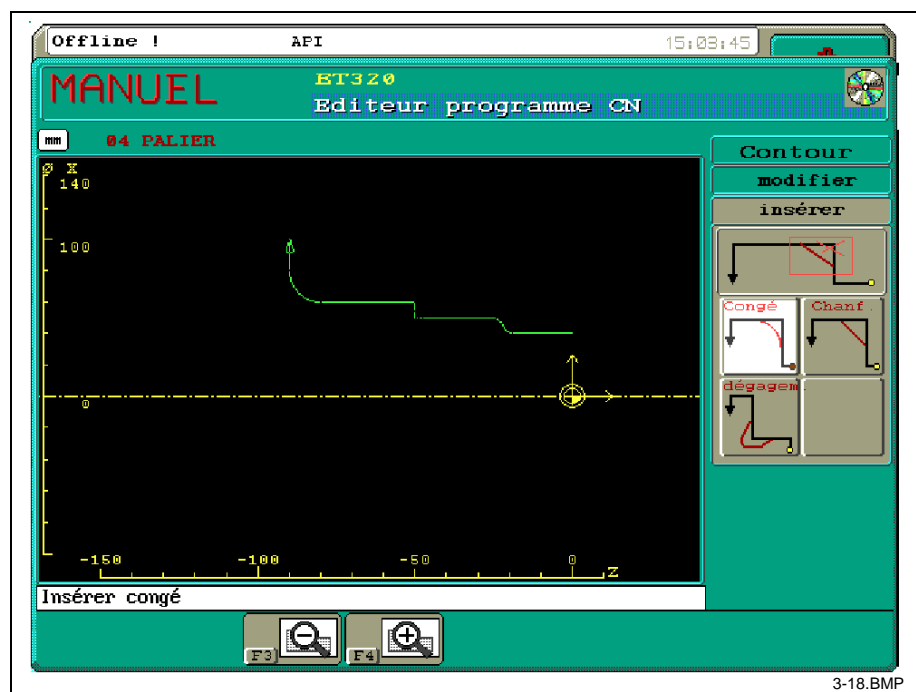 Offline !
API
15:03:45
MANUEL
ET320
Editeur programme CN
mm
04 PALIER
Contour
modifier
insérer
Congé
Chanf.
dégagem.
Ø X
140
100
0
-150
-100
-50
0
Z
Insérer congé
F3
F4
3-18.BMP